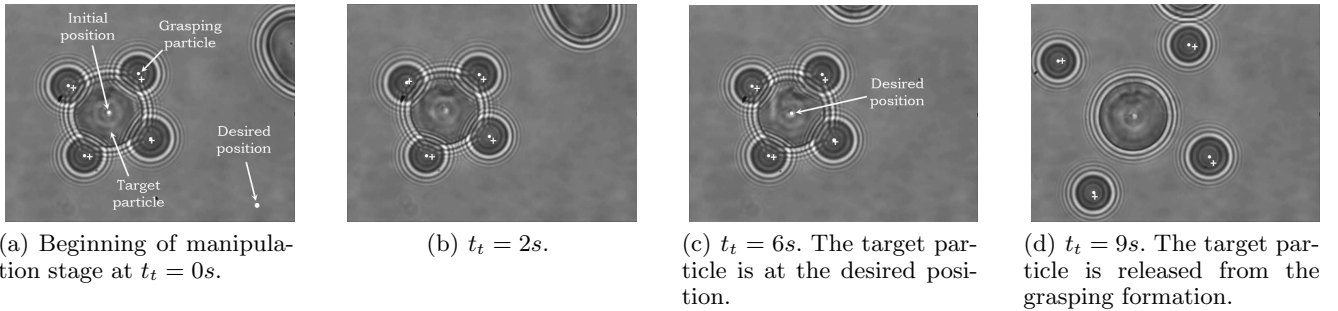 Initial
position
Grasping
particle
Desired
position
Target
particle
Desired
position
(a) Beginning of manipula-
tion stage at t_t = 0s.
(b) t_t = 2s.
(c) t_t = 6s. The target par-
ticle is at the desired posi-
tion.
(d) t_t = 9s. The target par-
ticle is released from the
grasping formation.